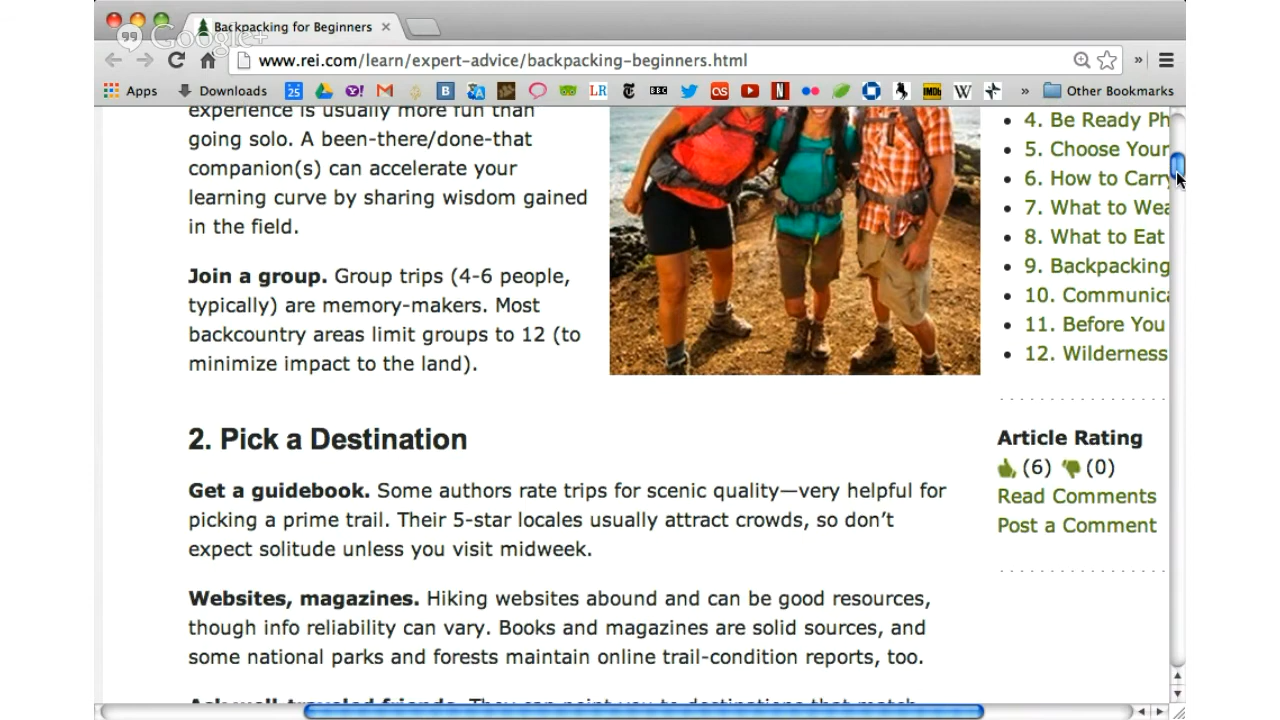 Backpacking for Beginners
Google+
www.rei.com/learn/expert-advice/backpacking-beginners.html
Apps
Downloads
25
Y!
B
LR
BBC
N
IMDb
W
Other Bookmarks
experience is usually more fun than
going solo. A been-there/done-that
companion(s) can accelerate your
learning curve by sharing wisdom gained
in the field.
Join a group. Group trips (4-6 people,
typically) are memory-makers. Most
backcountry areas limit groups to 12 (to
minimize impact to the land).
2. Pick a Destination
Get a guidebook. Some authors rate trips for scenic quality—very helpful for
picking a prime trail. Their 5-star locales usually attract crowds, so don’t
expect solitude unless you visit midweek.
Websites, magazines. Hiking websites abound and can be good resources,
though info reliability can vary. Books and magazines are solid sources, and
some national parks and forests maintain online trail-condition reports, too.
4. Be Ready Ph
5. Choose Your
6. How to Carry
7. What to Wea
8. What to Eat
9. Backpacking
10. Communica
11. Before You
12. Wilderness
Article Rating
(6) (0)
Read Comments
Post a Comment